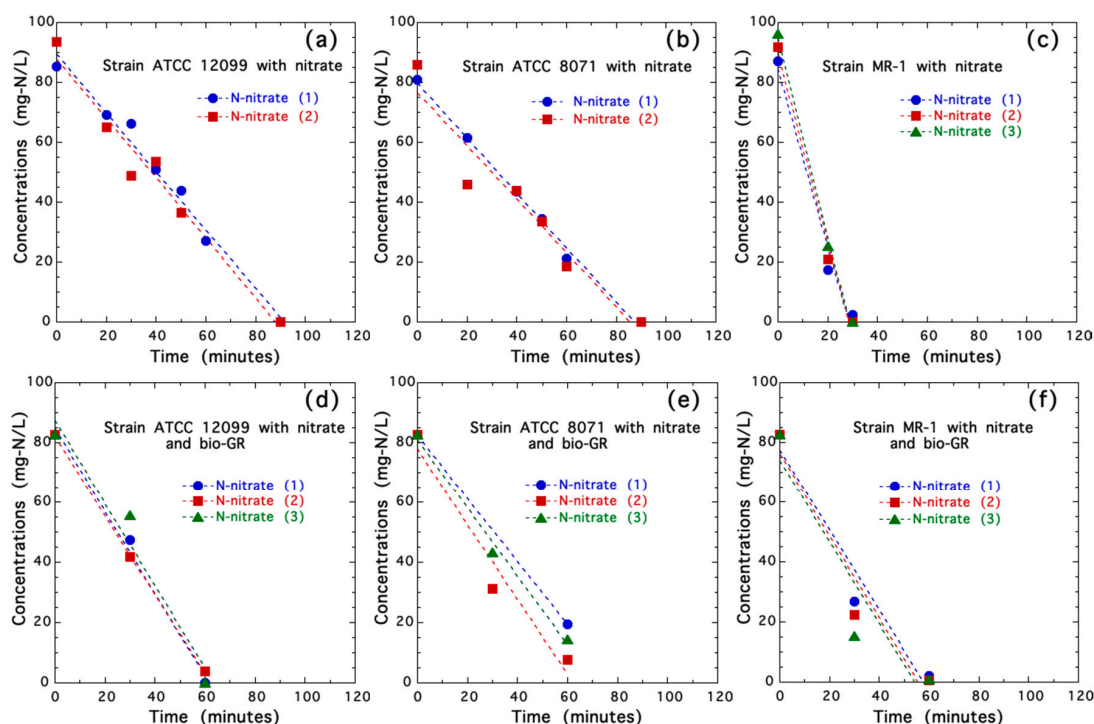 (a)
Strain ATCC 12099 with nitrate
N-nitrate (1)
N-nitrate (2)
Concentrations (mg-N/L)
100
80
60
40
20
0
0 20 40 60 80 100 120
Time (minutes)
(b)
Strain ATCC 8071 with nitrate
N-nitrate (1)
N-nitrate (2)
Concentrations (mg-N/L)
100
80
60
40
20
0
0 20 40 60 80 100 120
Time (minutes)
(c)
Strain MR-1 with nitrate
N-nitrate (1)
N-nitrate (2)
N-nitrate (3)
Concentrations (mg-N/L)
100
80
60
40
20
0
0 20 40 60 80 100 120
Time (minutes)
(d)
Strain ATCC 12099 with nitrate
and bio-GR
N-nitrate (1)
N-nitrate (2)
N-nitrate (3)
Concentrations (mg-N/L)
100
80
60
40
20
0
0 20 40 60 80 100 120
Time (minutes)
(e)
Strain ATCC 8071 with nitrate
and bio-GR
N-nitrate (1)
N-nitrate (2)
N-nitrate (3)
Concentrations (mg-N/L)
100
80
60
40
20
0
0 20 40 60 80 100 120
Time (minutes)
(f)
Strain MR-1 with nitrate
and bio-GR
N-nitrate (1)
N-nitrate (2)
N-nitrate (3)
Concentrations (mg-N/L)
100
80
60
40
20
0
0 20 40 60 80 100 120
Time (minutes)